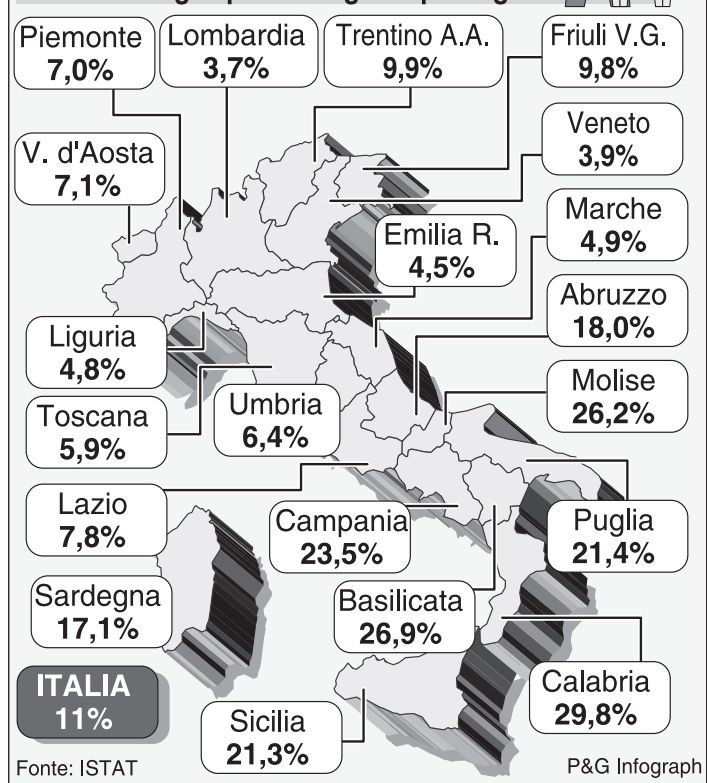 Piemonte
7,0%
Lombardia
3,7%
Trentino A.A.
9,9%
Friuli V.G.
9,8%
V. d'Aosta
7,1%
Veneto
3,9%
Emilia R.
4,5%
Marche
4,9%
Abruzzo
18,0%
Liguria
4,8%
Molise
26,2%
Toscana
5,9%
Umbria
6,4%
Lazio
7,8%
Campania
23,5%
Puglia
21,4%
Sardegna
17,1%
Basilicata
26,9%
ITALIA
11%
Calabria
29,8%
Sicilia
21,3%
Fonte: ISTAT
P&G Infograph